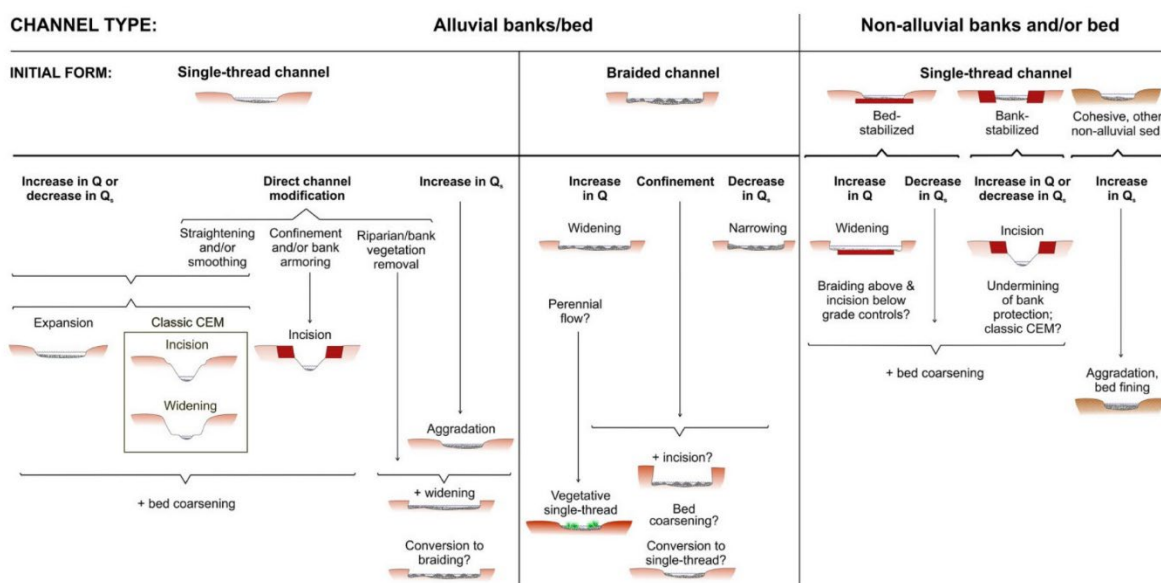 CHANNEL TYPE:
Alluvial banks/bed
Non-alluvial banks and/or bed
INITIAL FORM:
Single-thread channel
Braided channel
Single-thread channel
Bed-
stabilized
Bank-
stabilized
Cohesive, other
non-alluvial sed.
Increase in Q or
decrease in Qs
Direct channel
modification
Straightening
and/or
smoothing
Confinement
and/or bank
armoring
Riparian/bank
vegetation
removal
Increase in Qs
Expansion
Classic CEM
Incision
Widening
Incision
Aggradation
+ bed coarsening
+ widening
Conversion to
braiding?
Increase
in Q
Widening
Confinement
Decrease
in Qs
Narrowing
Perennial
flow?
Vegetative
single-thread
+ incision?
Bed
coarsening?
Conversion to
single-thread?
Increase
in Q
Widening
Braiding above &
incision below
grade controls?
Decrease
in Qs
Increase in Q or
decrease in Qs
Incision
Undermining
of bank
protection;
classic CEM?
+ bed coarsening
Increase
in Qs
Aggradation,
bed fining